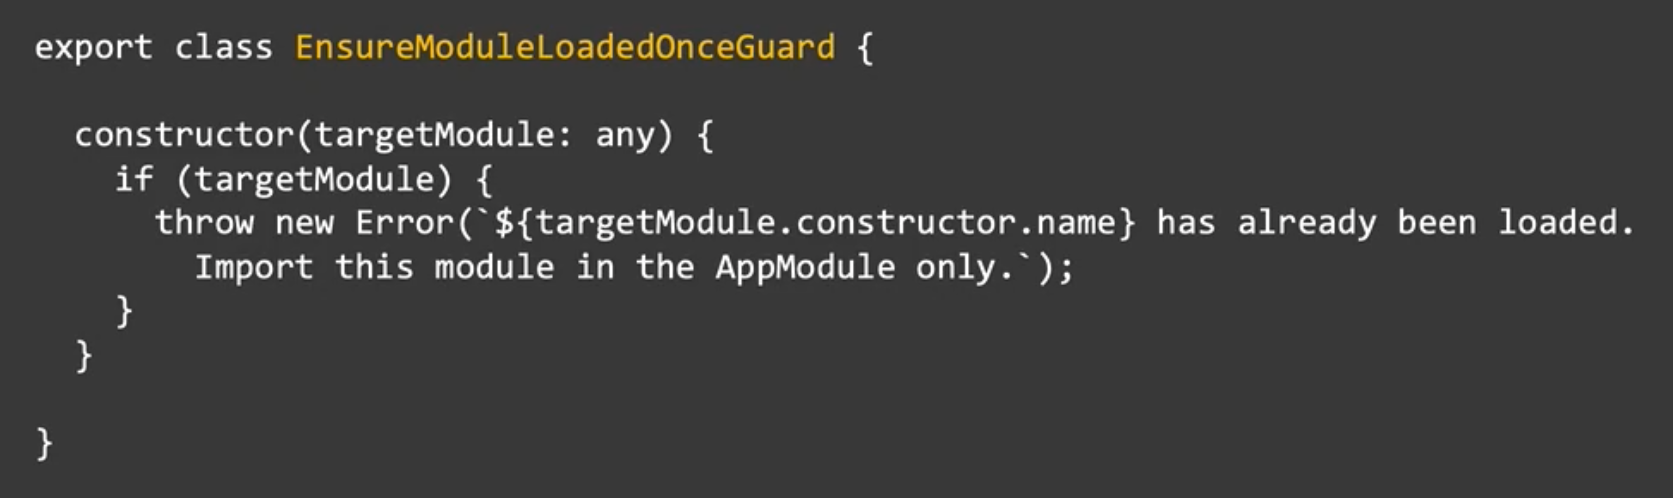 export class EnsureModuleLoadedOnceGuard {
constructor(targetModule: any) {
if (targetModule) {
throw new Error(`${targetModule.constructor.name} has already been loaded.
Import this module in the AppModule only.`);
}
}
}